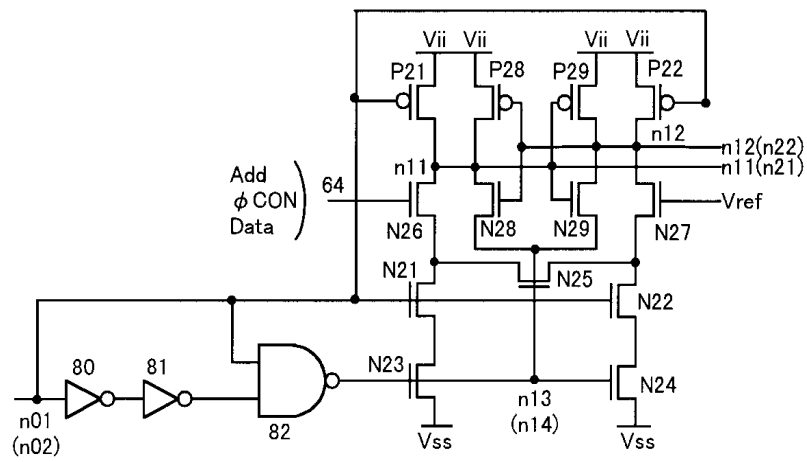 Vii Vii Vii Vii
P21 P28 P29 P22
n12
n12(n22)
n11
n11(n21)
Add
φCON
Data
64
Vref
N26 N28 N29 N27
N21 N25 N22
80 81
N23 N24
n01
(n02)
82
n13
(n14)
Vss Vss